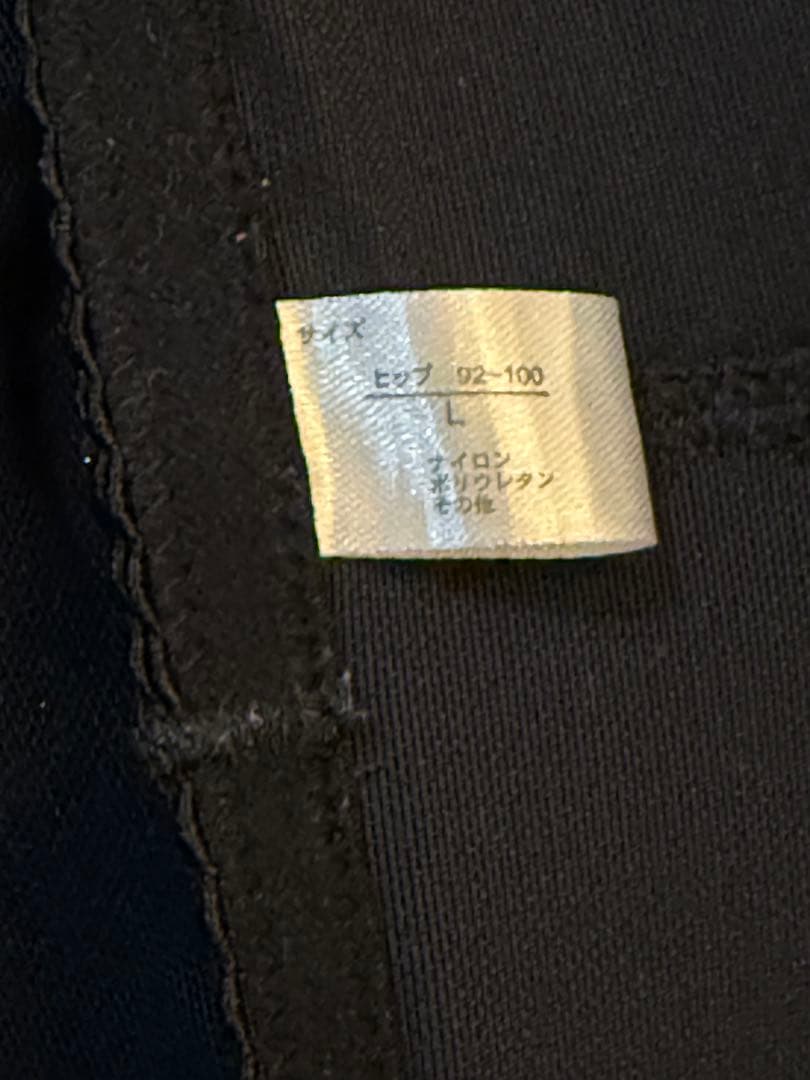 サイズ
ヒップ 92~100
L
ナイロン
ポリウレタン
その他